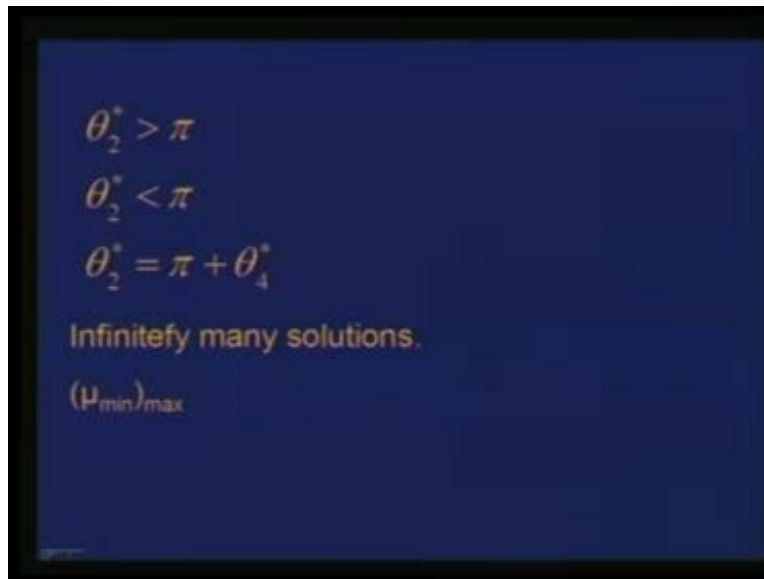 θ₂* > π
θ₂* < π
θ₂* = π + θ₄*
Infinitefy many solutions.
(μmin)max